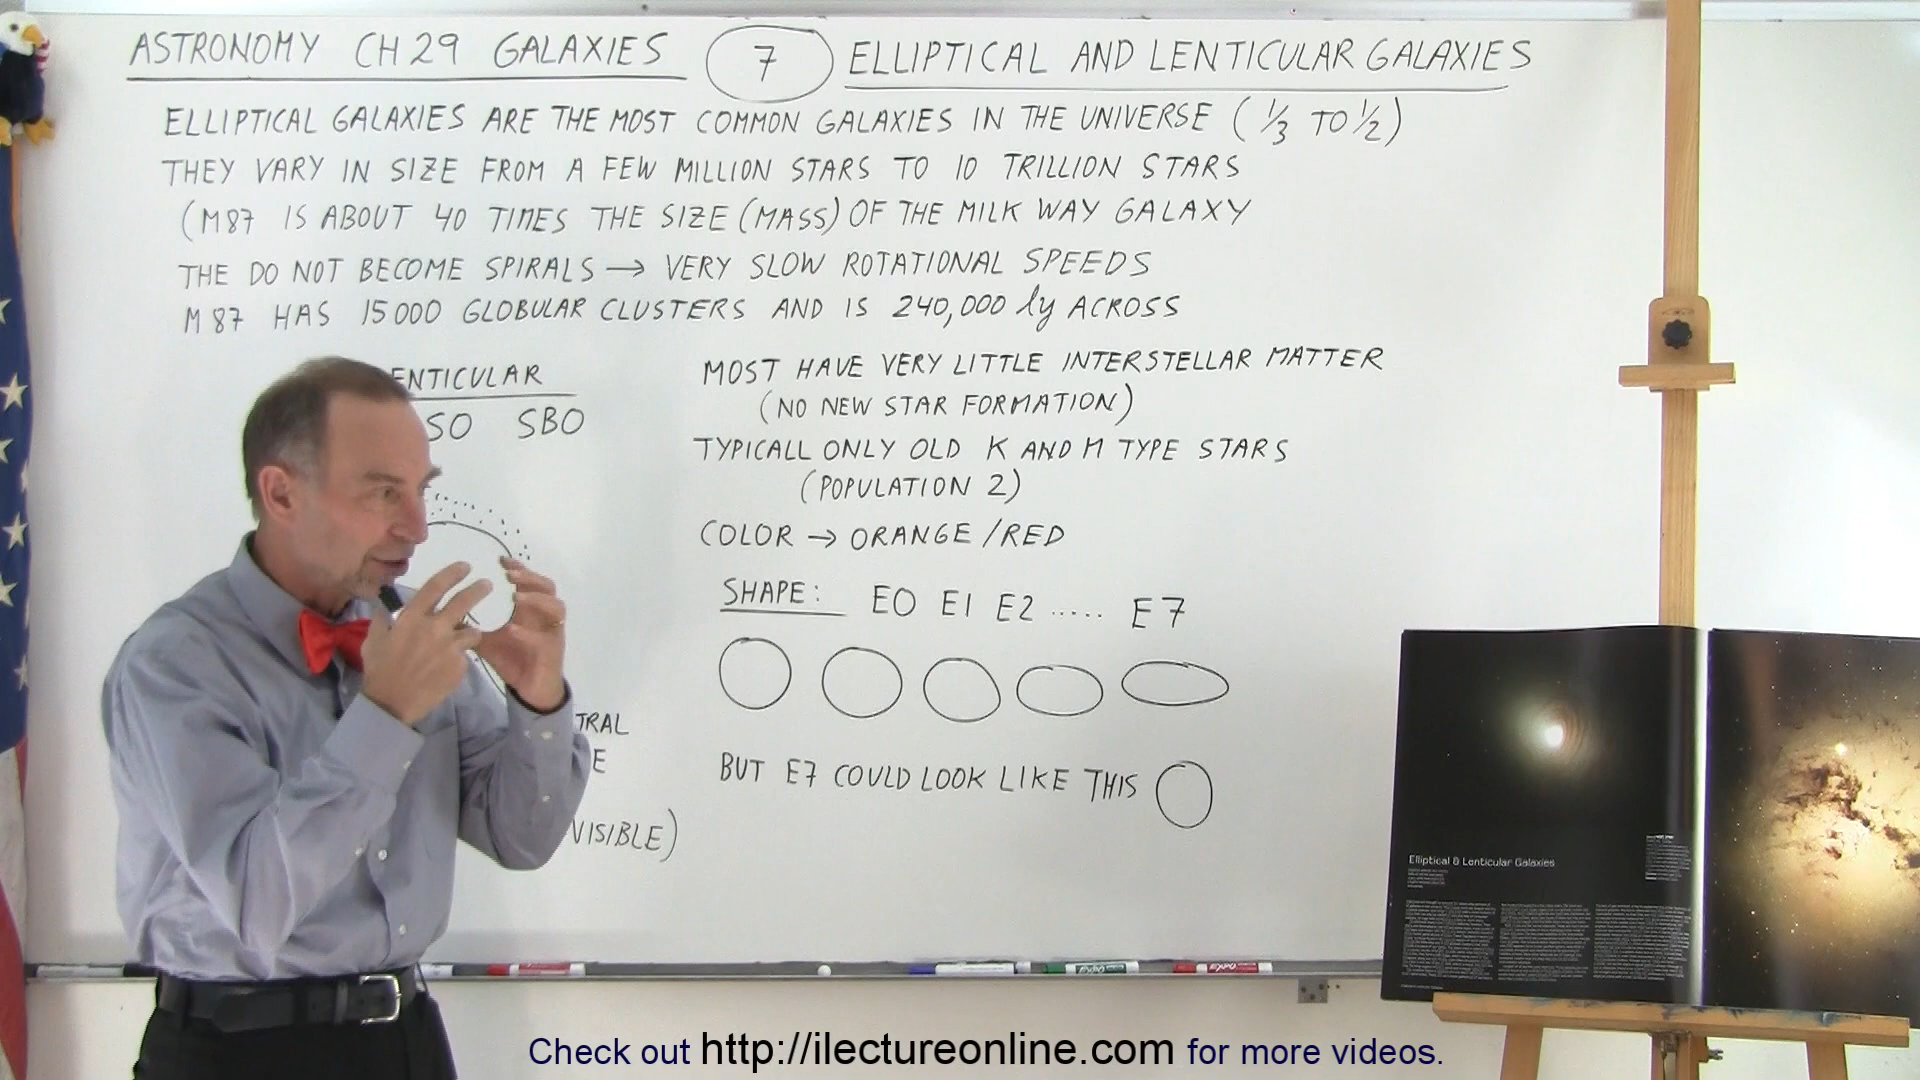 ASTRONOMY CH 29 GALAXIES 7 ELLIPTICAL AND LENTICULAR GALAXIES
ELLIPTICAL GALAXIES ARE THE MOST COMMON GALAXIES IN THE UNIVERSE (1/3 TO 1/2)
THEY VARY IN SIZE FROM A FEW MILLION STARS TO 10 TRILLION STARS
(M87 IS ABOUT 40 TIMES THE SIZE (MASS) OF THE MILK WAY GALAXY
THE DO NOT BECOME SPIRALS → VERY SLOW ROTATIONAL SPEEDS
M87 HAS 15000 GLOBULAR CLUSTERS AND IS 240,000 ly ACROSS
ENTICULAR
SO SBO
TRAL
E
VISIBLE)
MOST HAVE VERY LITTLE INTERSTELLAR MATTER
(NO NEW STAR FORMATION)
TYPICALL ONLY OLD K AND M TYPE STARS
(POPULATION 2)
COLOR → ORANGE/RED
SHAPE: E0 E1 E2 ..... E7
BUT E7 COULD LOOK LIKE THIS
Elliptical & Lenticular Galaxies
Check out http://ilectureonline.com for more videos.